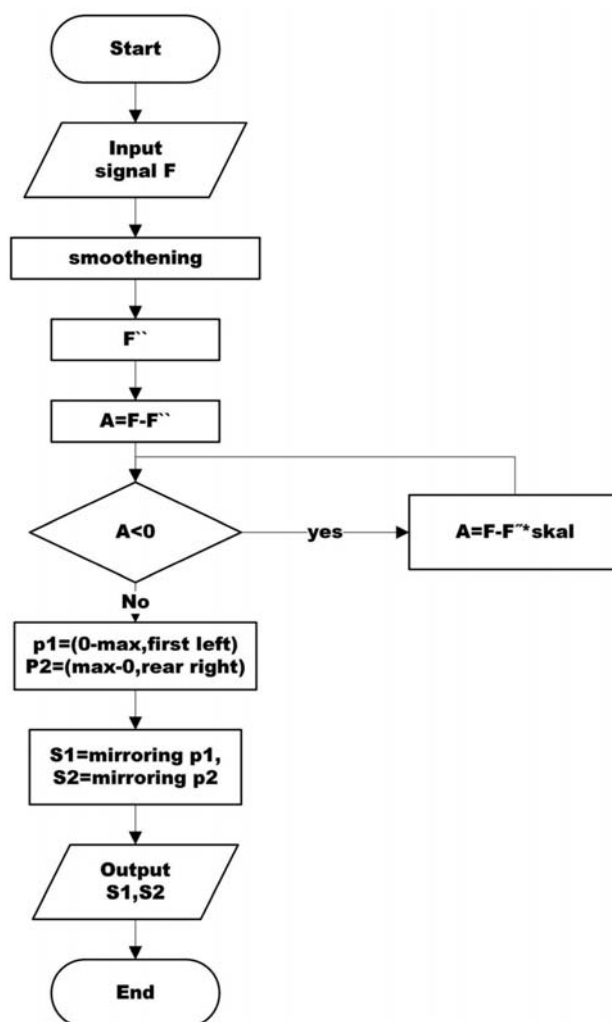 Start
Input
signal F
smoothening
F``
A=F-F``
A<0
yes
A=F-F``*skal
No
p1=(0-max,first left)
P2=(max-0,rear right)
S1=mirroring p1,
S2=mirroring p2
Output
S1,S2
End